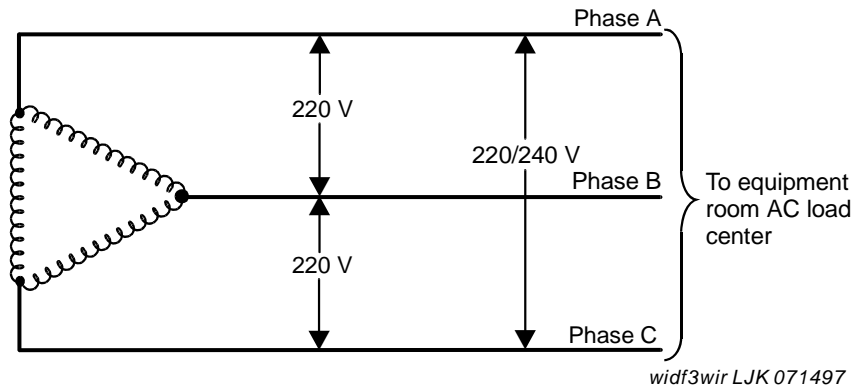 Phase A
220 V
220/240 V
Phase B
To equipment
room AC load
center
220 V
Phase C
widf3wir LJK 071497